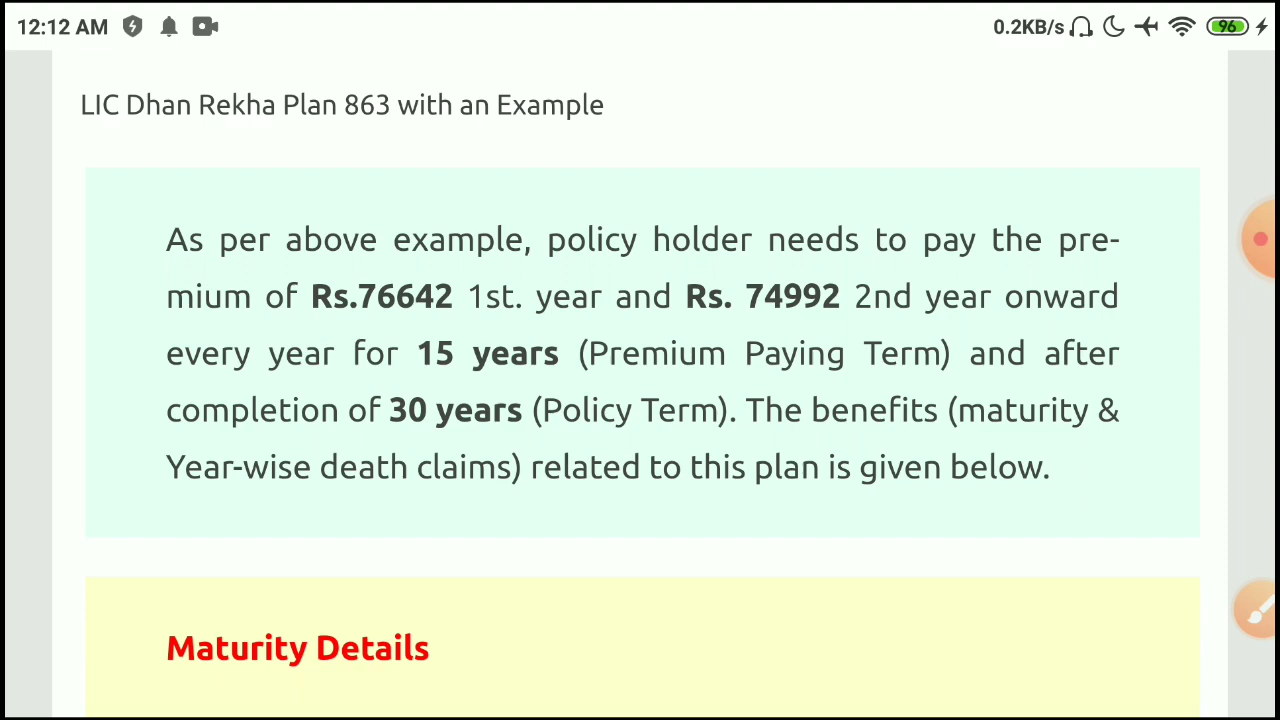 12:12 AM 0.2KB/s 96
LIC Dhan Rekha Plan 863 with an Example
As per above example, policy holder needs to pay the pre-
mium of Rs.76642 1st. year and Rs. 74992 2nd year onward
every year for 15 years (Premium Paying Term) and after
completion of 30 years (Policy Term). The benefits (maturity &
Year-wise death claims) related to this plan is given below.
Maturity Details